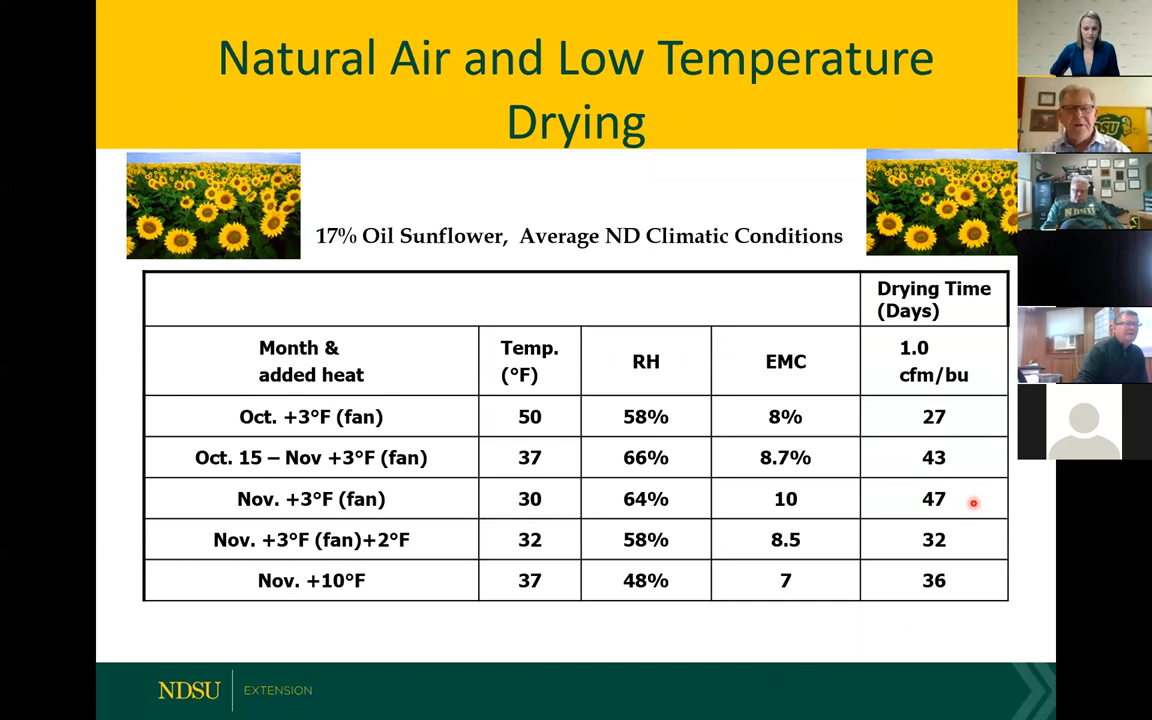 Natural Air and Low Temperature
Drying
17% Oil Sunflower, Average ND Climatic Conditions
Drying Time
(Days)
Month &
added heat
Temp.
(°F)
RH
EMC
1.0
cfm/bu
Oct. +3°F (fan) 50 58% 8% 27
Oct. 15 – Nov +3°F (fan) 37 66% 8.7% 43
Nov. +3°F (fan) 30 64% 10 47
Nov. +3°F (fan)+2°F 32 58% 8.5 32
Nov. +10°F 37 48% 7 36
NDSU EXTENSION
NDSU